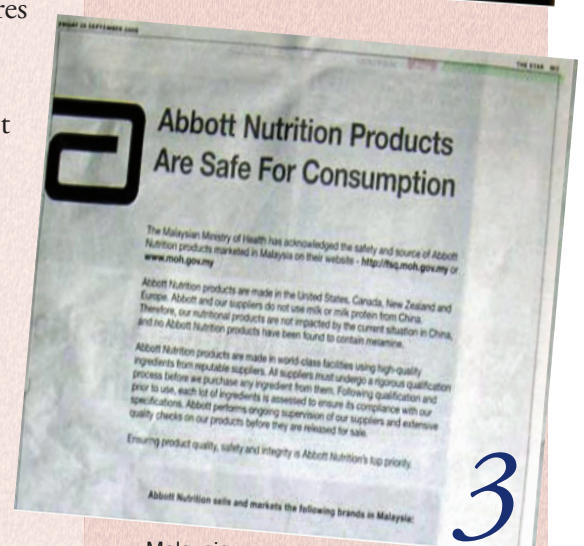 res
t
FRIDAY 26 SEPTEMBER 2008
THE STAR
Abbott Nutrition Products
Are Safe For Consumption
The Malaysian Ministry of Health has acknowledged the safety and source of Abbott
Nutrition products marketed in Malaysia on their website - http://fsq.moh.gov.my or
www.moh.gov.my
Abbott Nutrition products are made in the United States, Canada, New Zealand and
Europe. Abbott and our suppliers do not use milk or milk protein from China.
Therefore, our nutritional products are not impacted by the current situation in China,
and no Abbott Nutrition products have been found to contain melamine.
Abbott Nutrition products are made in world-class facilities using high-quality
ingredients from reputable suppliers. All suppliers must undergo a rigorous qualification
process before we purchase any ingredient from them. Following qualification and
prior to use, each lot of ingredients is assessed to ensure its compliance with our
specifications. Abbott performs ongoing supervision of our suppliers and extensive
quality checks on our products before they are released for sale.
Ensuring product quality, safety and integrity is Abbott Nutrition's top priority.
Abbott Nutrition sells and markets the following brands in Malaysia:
3